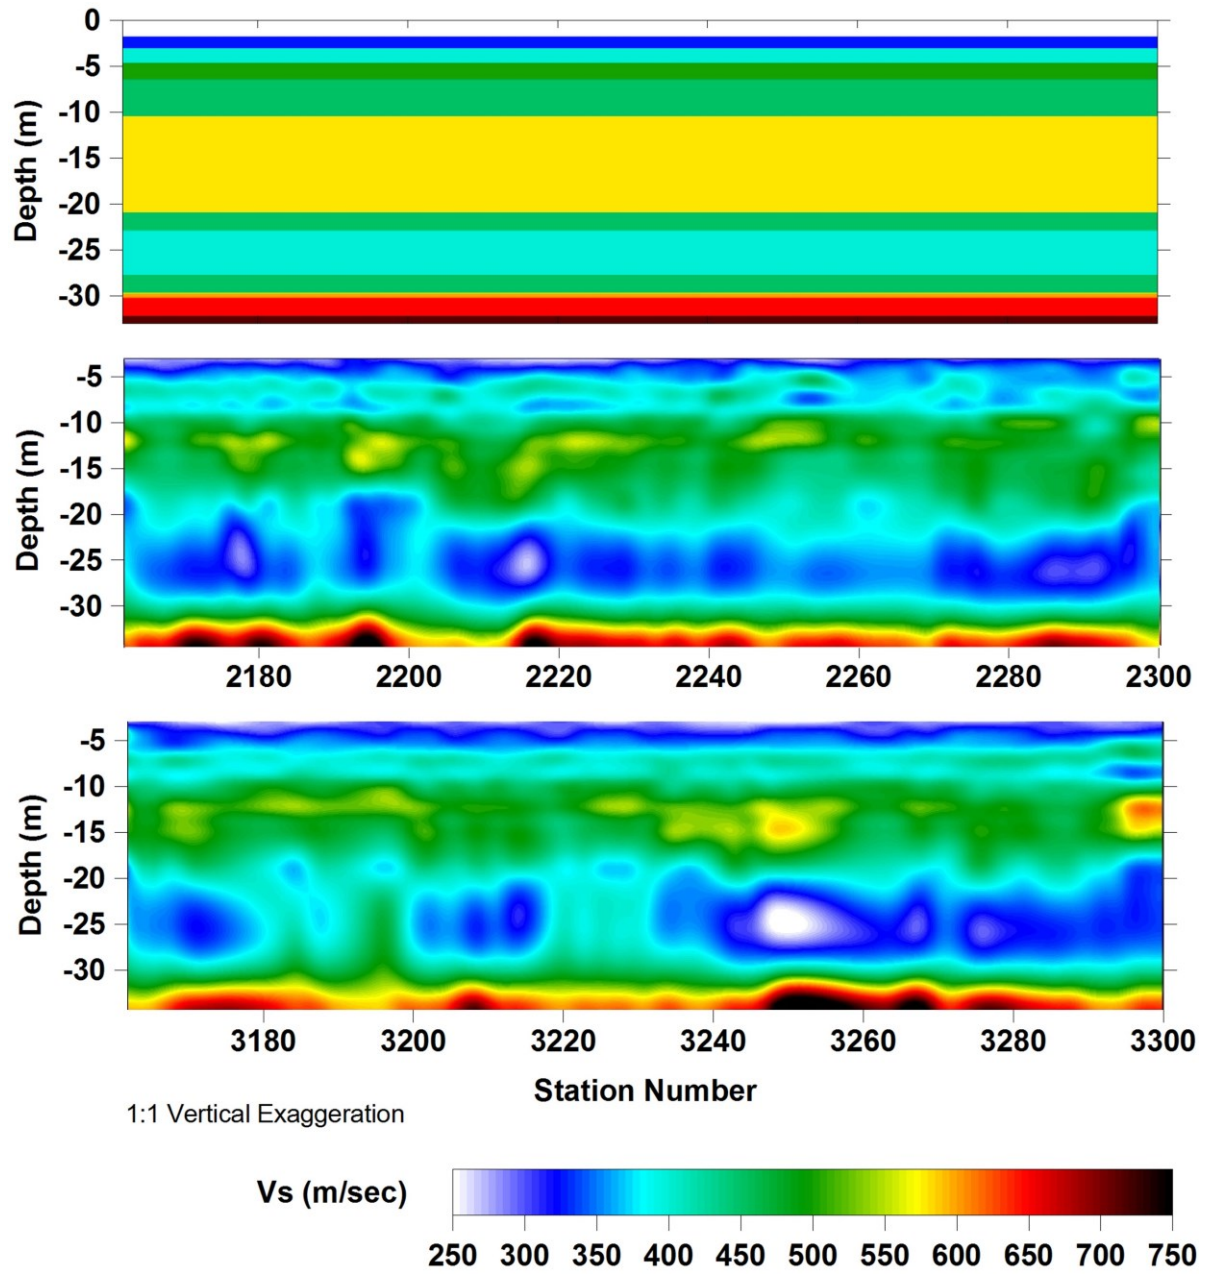 0
-5
-10
-15
-20
-25
-30
Depth (m)
-5
-10
-15
-20
-25
-30
Depth (m)
2180 2200 2220 2240 2260 2280 2300
-5
-10
-15
-20
-25
-30
Depth (m)
3180 3200 3220 3240 3260 3280 3300
Station Number
1:1 Vertical Exaggeration
Vs (m/sec)
250 300 350 400 450 500 550 600 650 700 750